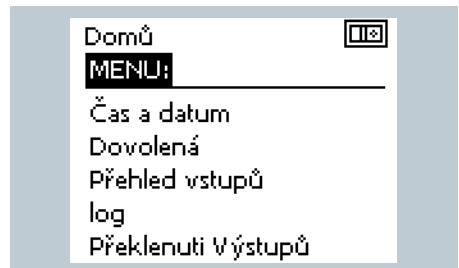 Domů
MENU:
Čas a datum
Dovolená
Přehled vstupů
log
Překlenuti Výstupů